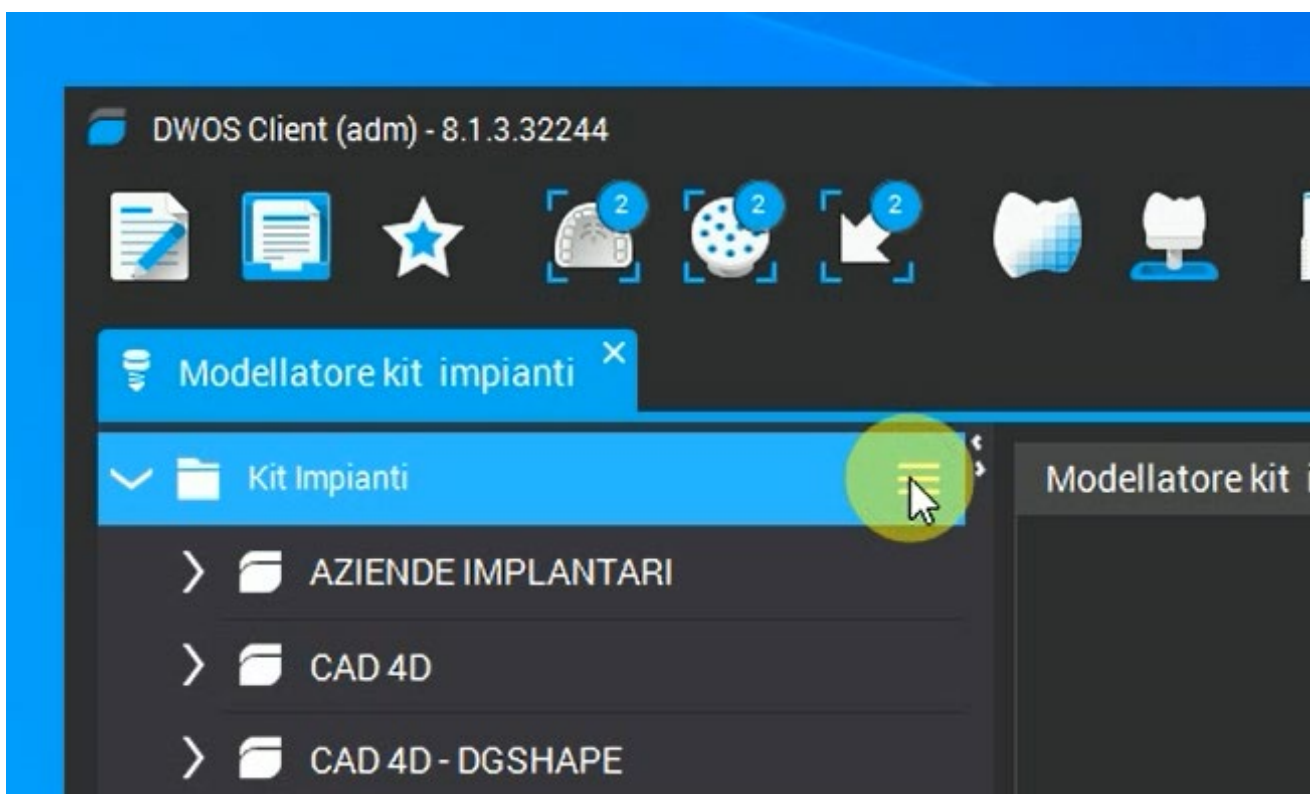 DWOS Client (adm) - 8.1.3.32244
2 2 2
Modellatore kit impianti
Kit Impianti
Modellatore kit
AZIENDE IMPLANTARI
CAD 4D
CAD 4D - DGSHAPE